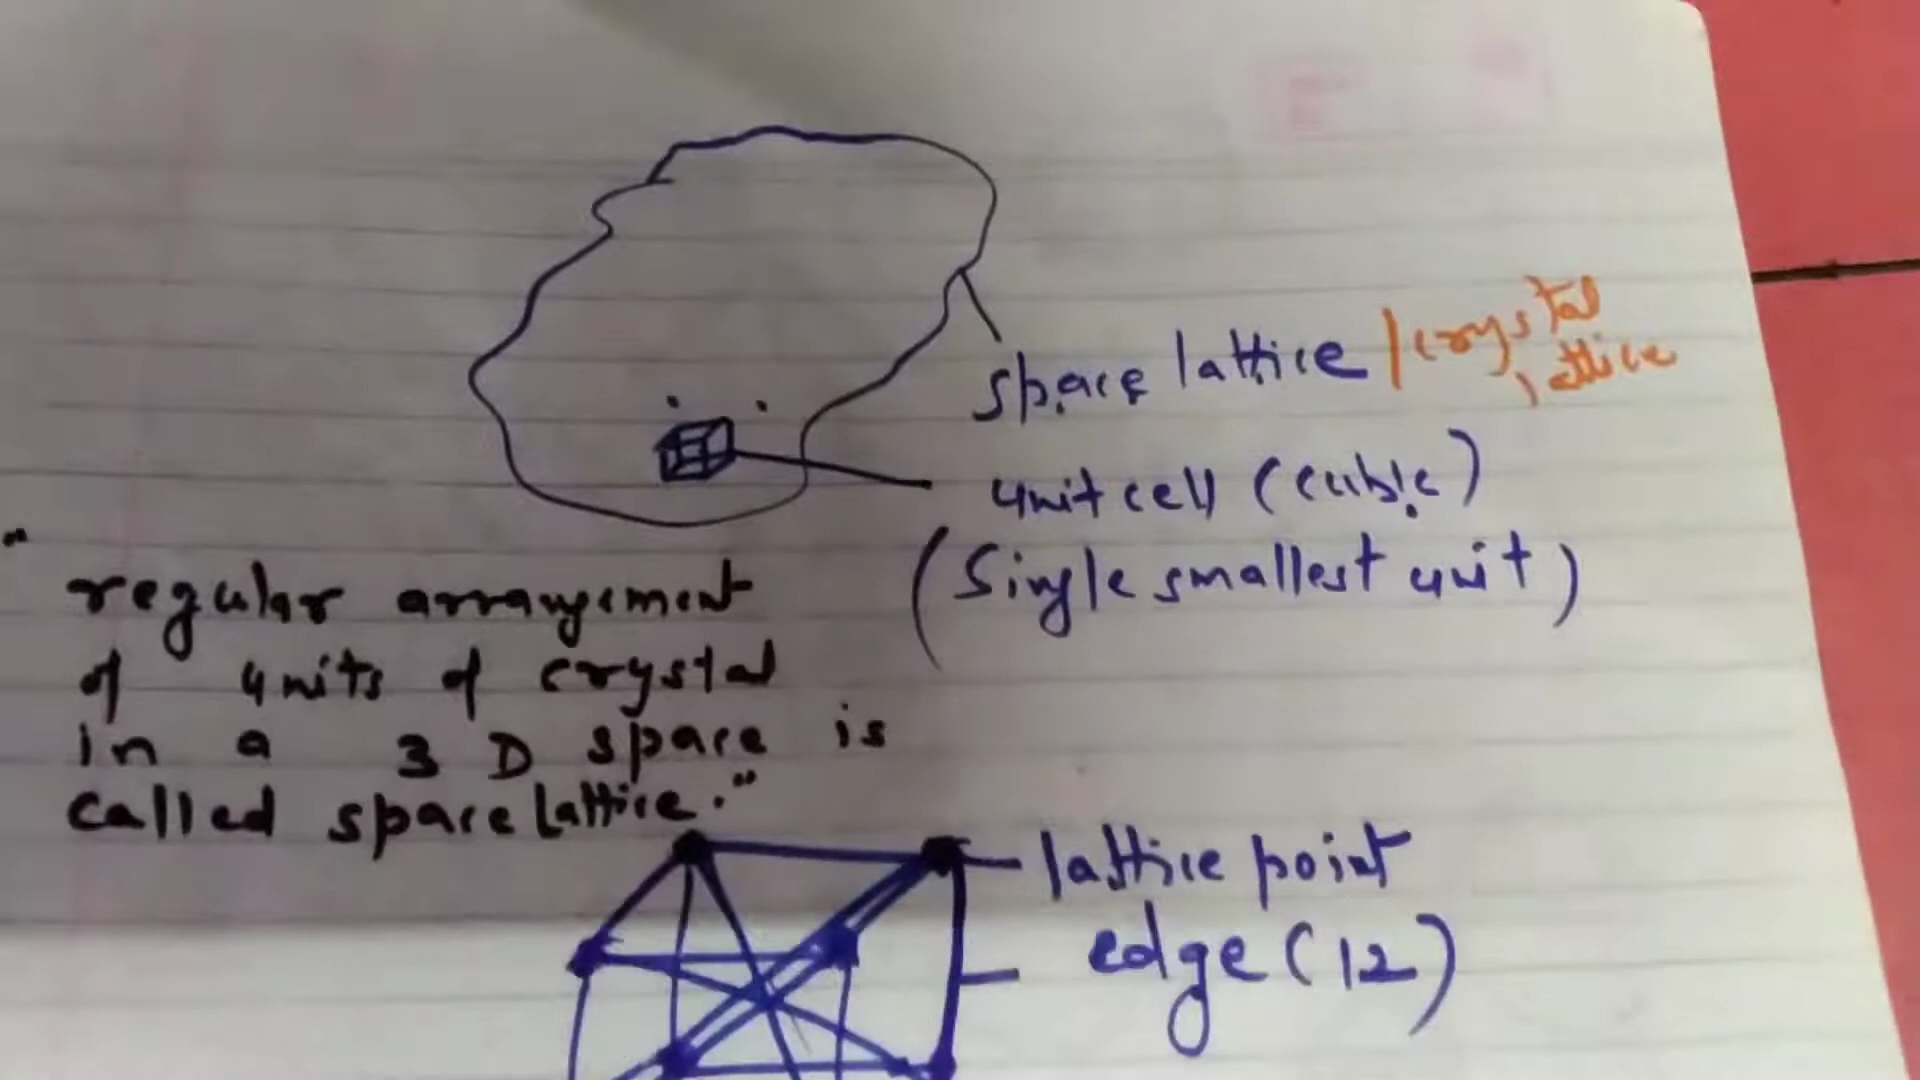 space lattice / crystal
lattice
unit cell (cubic)
(Single smallest unit)
"regular arrangement
of units of crystal
in a 3 D space is
called space lattice."
lattice point
edge (12)